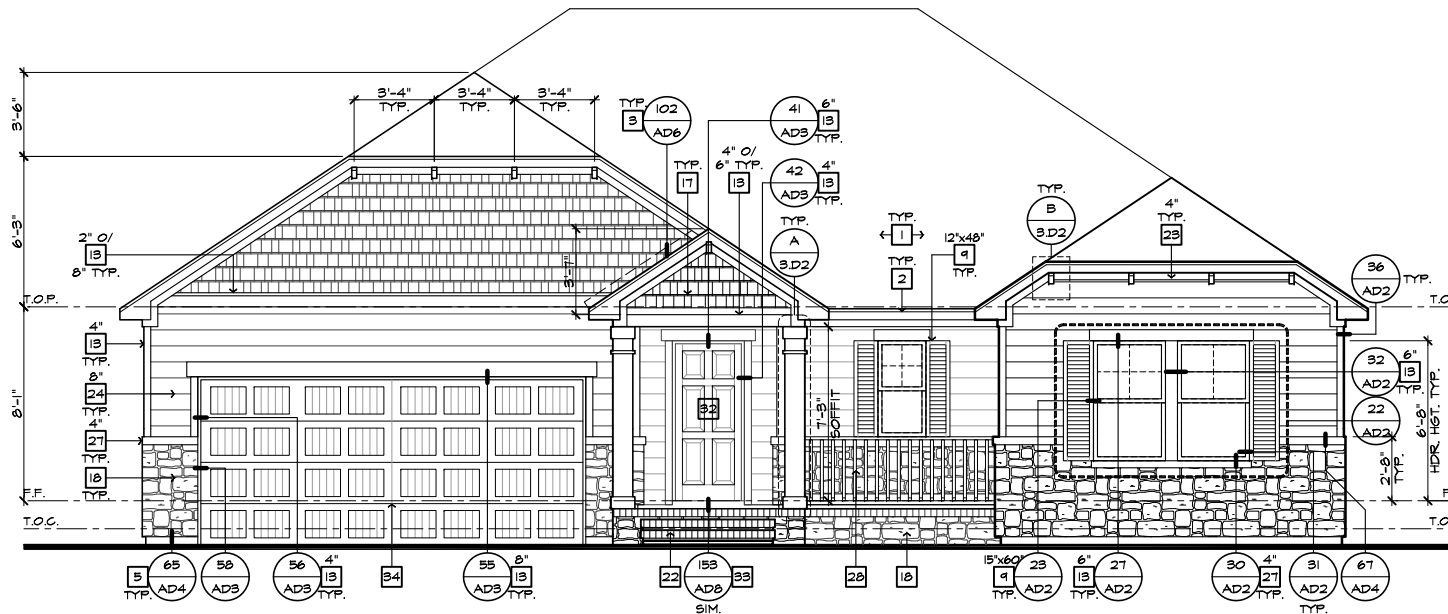 3'-6"
6'-3"
8'-1"
3'-4"
TYP.
3'-4"
TYP.
3'-4"
TYP.
TYP.
3
102
AD6
41
AD3
6"
13
TYP.
42
AD3
4"
13
TYP.
TYP.
17
4" O/
6" TYP.
13
TYP.
A
3.D2
TYP.
1
TYP.
2
12"x48"
9
TYP.
TYP.
B
3.D2
4"
TYP.
23
36
AD2
TYP.
2" O/
13
8" TYP.
3'-7"
T.O.P.
T.O
4"
13
TYP.
8"
24
TYP.
4"
27
TYP.
18
TYP.
32
7'-3"
SOFFIT
32
AD2
6"
13
TYP.
22
AD2
6'-8"
HDR. HGT. TYP.
2'-8"
TYP.
F.F.
F
T.O.C.
T.O
5
TYP.
65
AD4
58
AD3
56
AD3
4"
13
TYP.
34
55
AD3
8"
13
TYP.
22
153
AD8
SIM.
33
28
18
15"x60"
9
TYP.
23
AD2
6"
13
TYP.
27
AD2
30
AD2
4"
27
TYP.
31
AD2
TYP.
67
AD4